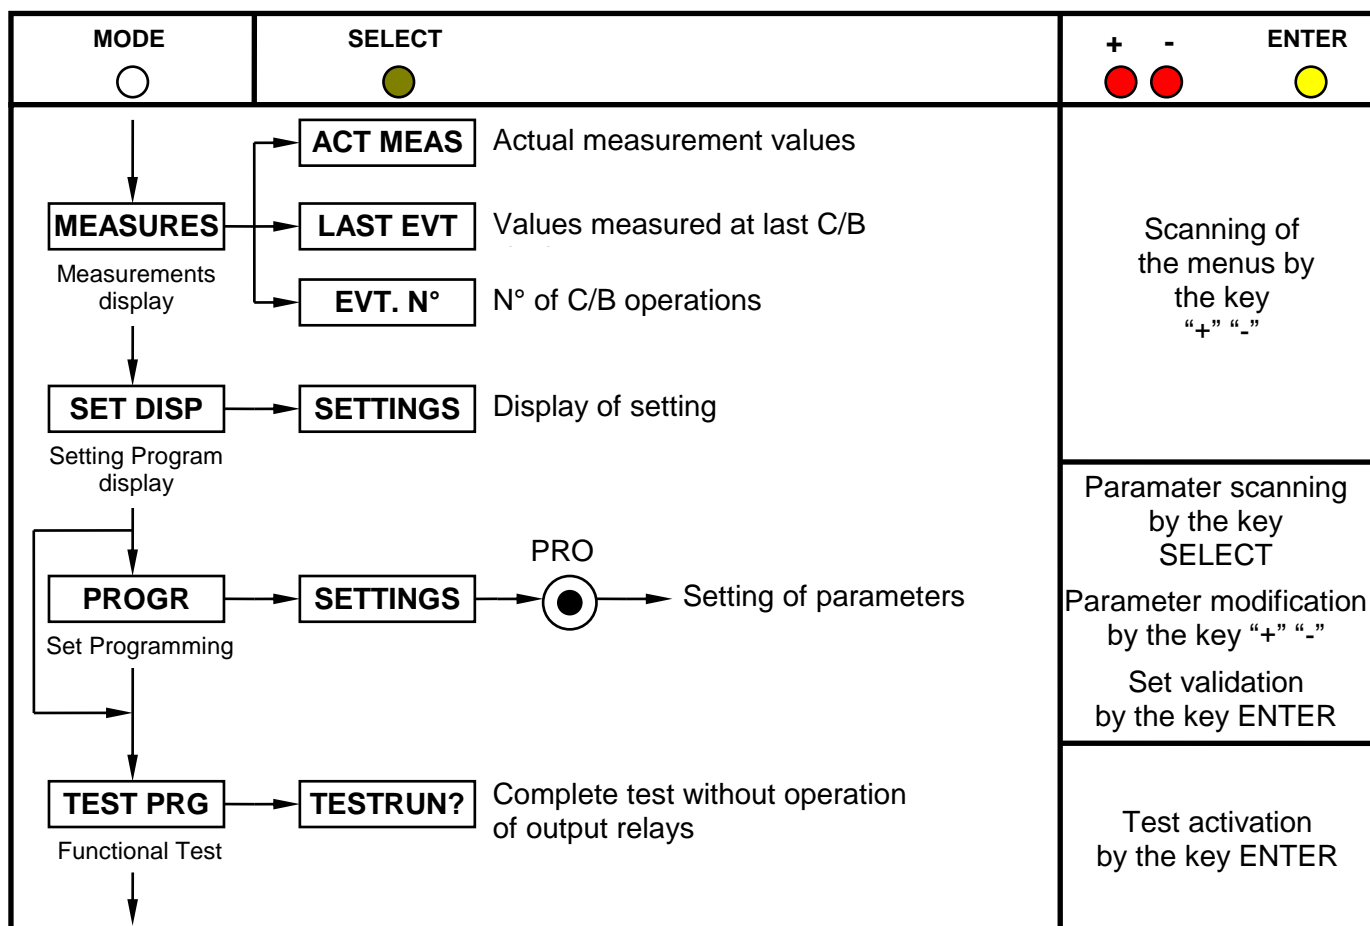 MODE
SELECT
+ - ENTER
ACT MEAS Actual measurement values
MEASURES LAST EVT Values measured at last C/B
Measurements
display
EVT. N° N° of C/B operations
Scanning of
the menus by
the key
“+” “-”
SET DISP SETTINGS Display of setting
Setting Program
display
PRO
PROGR SETTINGS Setting of parameters
Set Programming
Paramater scanning
by the key
SELECT
Parameter modification
by the key “+” “-”
Set validation
by the key ENTER
TEST PRG TESTRUN? Complete test without operation
of output relays
Functional Test
Test activation
by the key ENTER